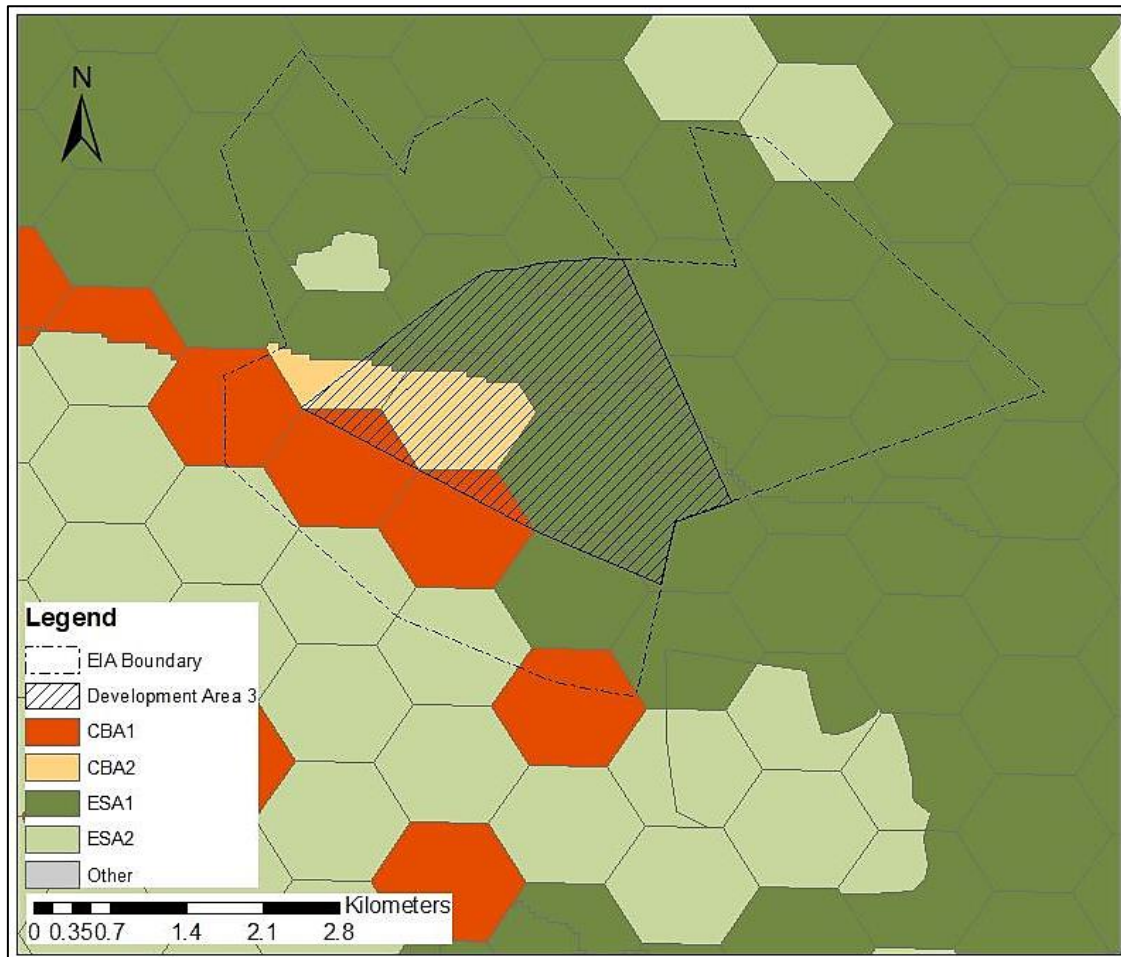 N
Legend
EIA Boundary
Development Area 3
CBA1
CBA2
ESA1
ESA2
Other
Kilometers
0 0.35 0.7 1.4 2.1 2.8